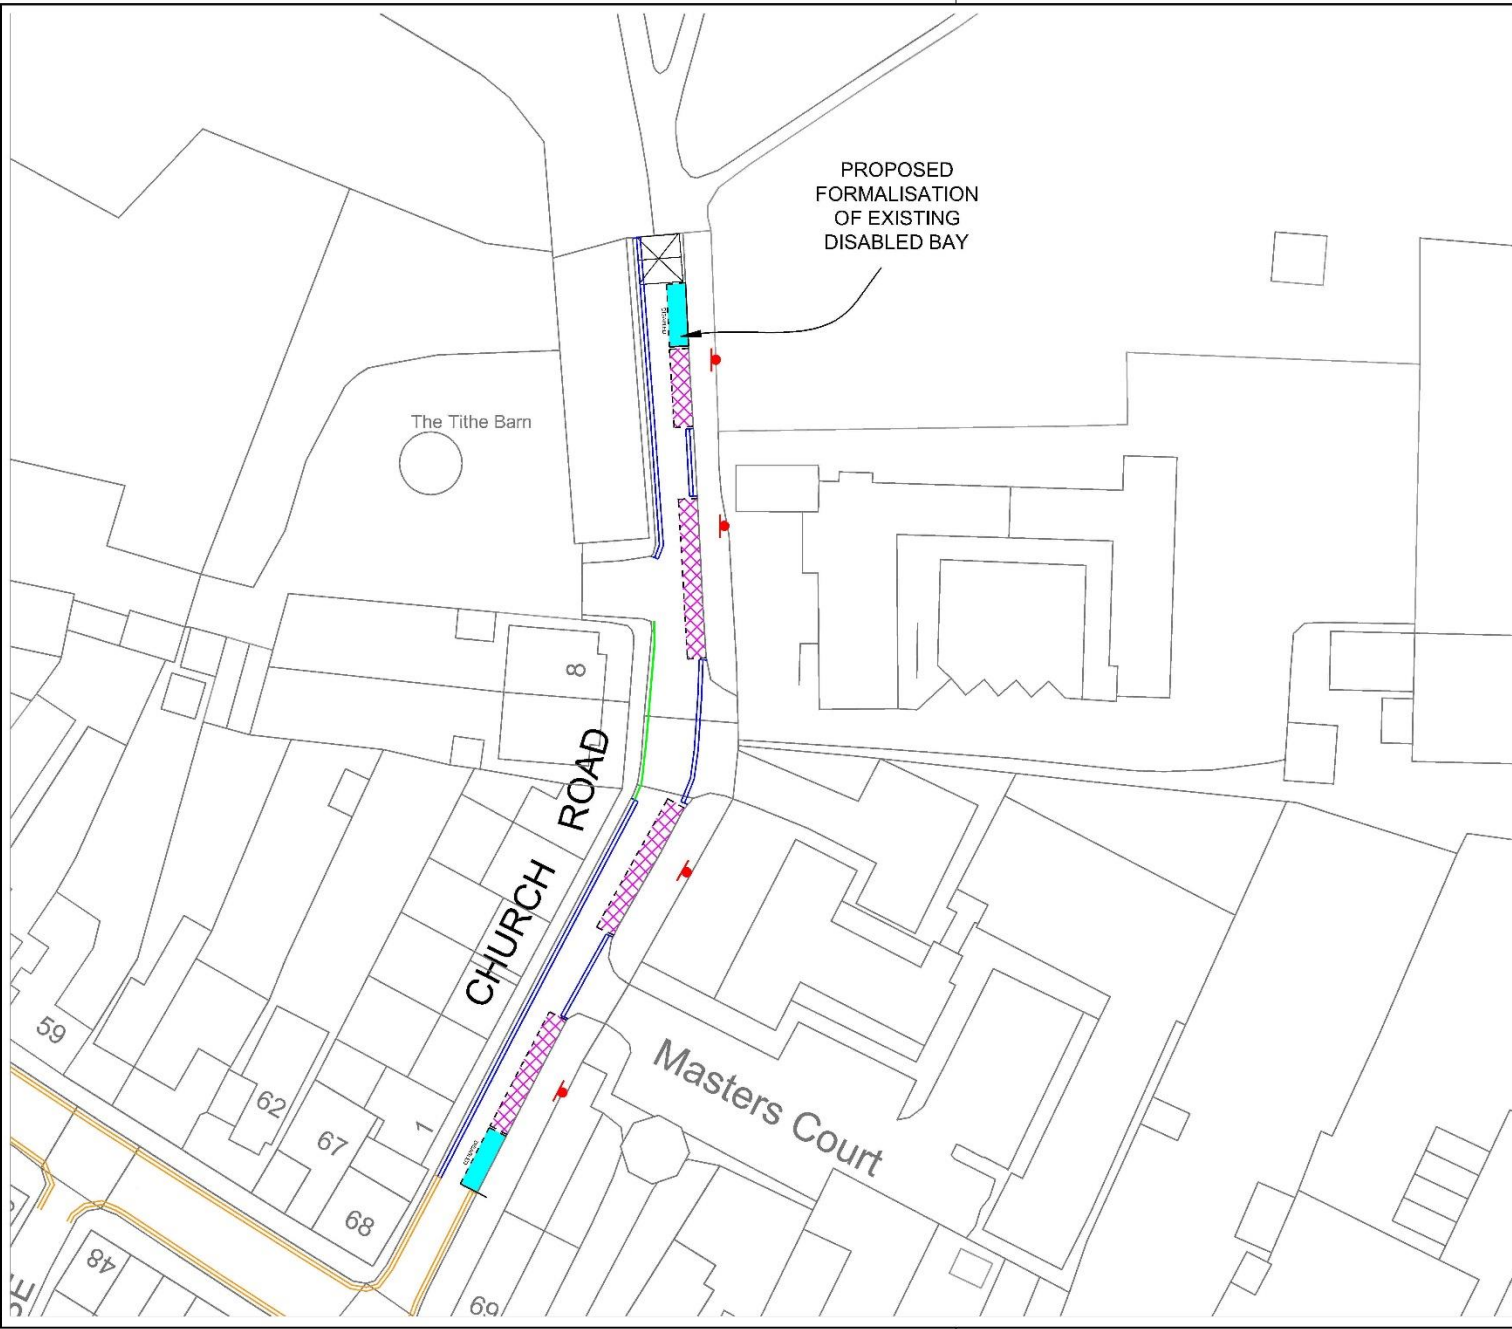 PROPOSED
FORMALISATION
OF EXISTING
DISABLED BAY
The Tithe Barn
8
CHURCH ROAD
Masters Court
59
62
67
1
68
48
69